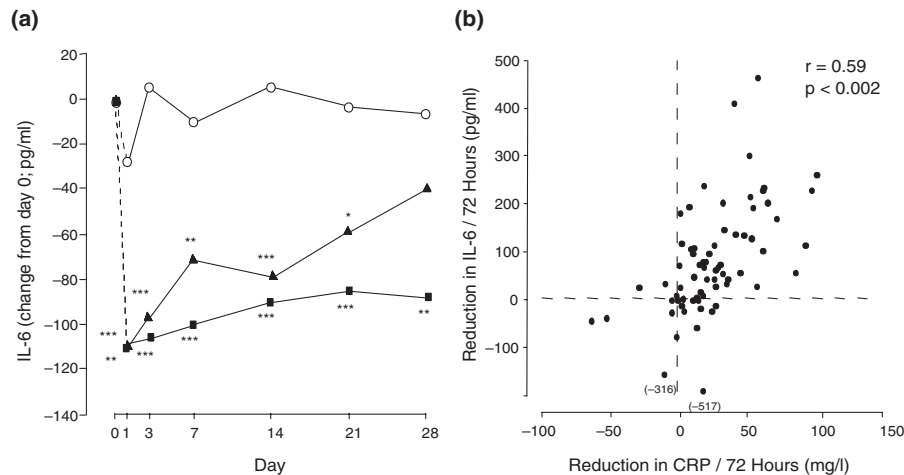 (a)
20
0
−20
−40
−60
−80
−100
−120
−140
IL-6 (change from day 0; pg/ml)
***
**
***
***
**
***
***
***
*
***
**
0 1 3 7 14 21 28
Day
(b)
r = 0.59
p < 0.002
500
400
300
200
100
0
−100
Reduction in IL-6 / 72 Hours (pg/ml)
(−316)
(−517)
−100 −50 0 50 100 150
Reduction in CRP / 72 Hours (mg/l)